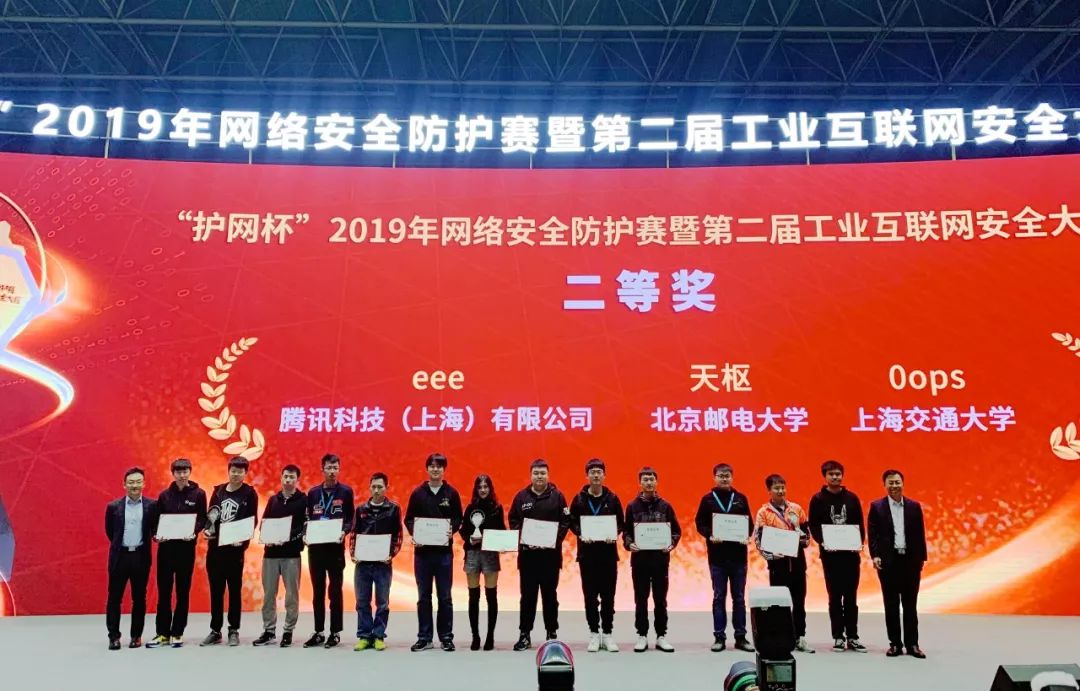 ”2019年网络安全防护赛暨第二届工业互联网安全
“护网杯”2019年网络安全防护赛暨第二届工业互联网安全大
二等奖
eee 天枢 0ops
腾讯科技（上海）有限公司 北京邮电大学 上海交通大学